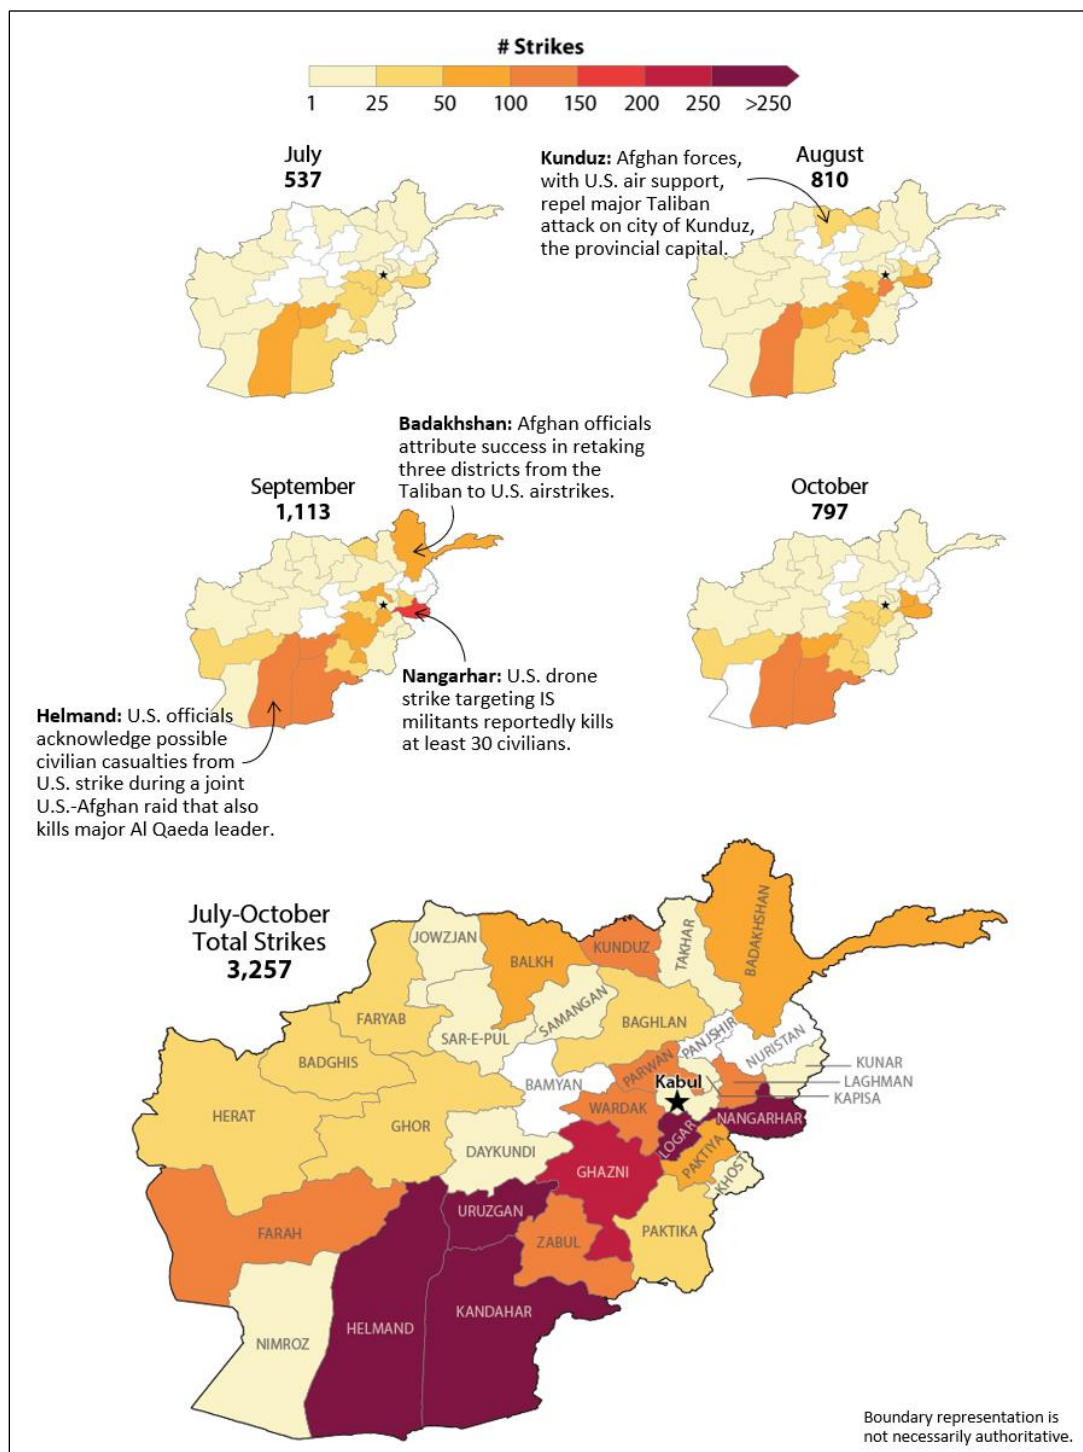 # Strikes
1 25 50 100 150 200 250 >250
July
537
Kunduz: Afghan forces,
with U.S. air support,
repel major Taliban
attack on city of Kunduz,
the provincial capital.
August
810
Badakhshan: Afghan officials
attribute success in retaking
three districts from the
Taliban to U.S. airstrikes.
September
1,113
October
797
Nangarhar: U.S. drone
strike targeting IS
militants reportedly kills
at least 30 civilians.
Helmand: U.S. officials
acknowledge possible
civilian casualties from
U.S. strike during a joint
U.S.-Afghan raid that also
kills major Al Qaeda leader.
July-October
Total Strikes
3,257
JOWZJAN
BALKH
KUNDUZ
TAKHAR
BADAKHSHAN
FARYAB
SAR-E-PUL
SAMANGAN
BAGHLAN
PANJSHIR
NURISTAN
BADGHIS
BAMYAN
PARWAN
Kabul
KUNAR
LAGHMAN
KAPISA
HERAT
GHOR
DAYKUNDI
WARDAK
LOGAR
NANGARHAR
GHAZNI
PAKTIYA
KHOST
FARAH
URUZGAN
ZABUL
PAKTIKA
NIMROZ
HELMAND
KANDAHAR
Boundary representation is
not necessarily authoritative.